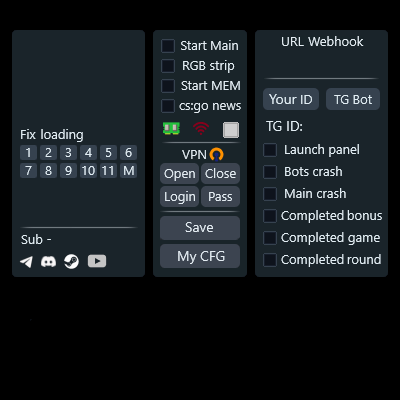 Fix loading
1 2 3 4 5 6
7 8 9 10 11 M
Sub -
Start Main
RGB strip
Start MEM
cs:go news
VPN
Open Close
Login Pass
Save
My CFG
URL Webhook
Your ID TG Bot
TG ID:
Launch panel
Bots crash
Main crash
Completed bonus
Completed game
Completed round